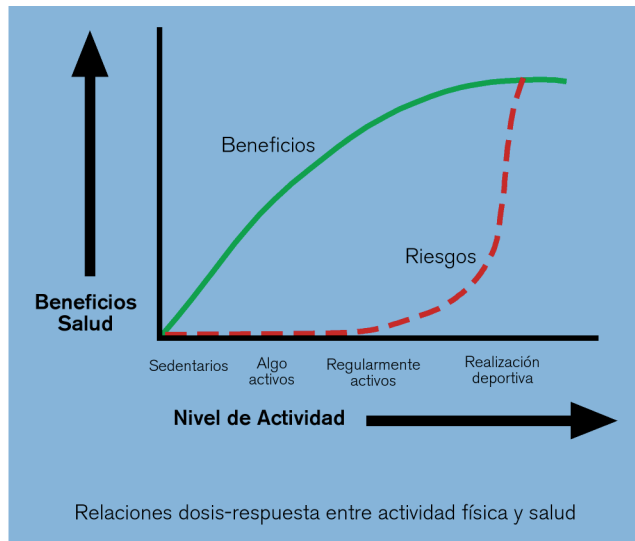 Beneficios
Riesgos
Beneficios
Salud
Sedentarios
Algo
activos
Regularmente
activos
Realización
deportiva
Nivel de Actividad
Relaciones dosis-respuesta entre actividad física y salud